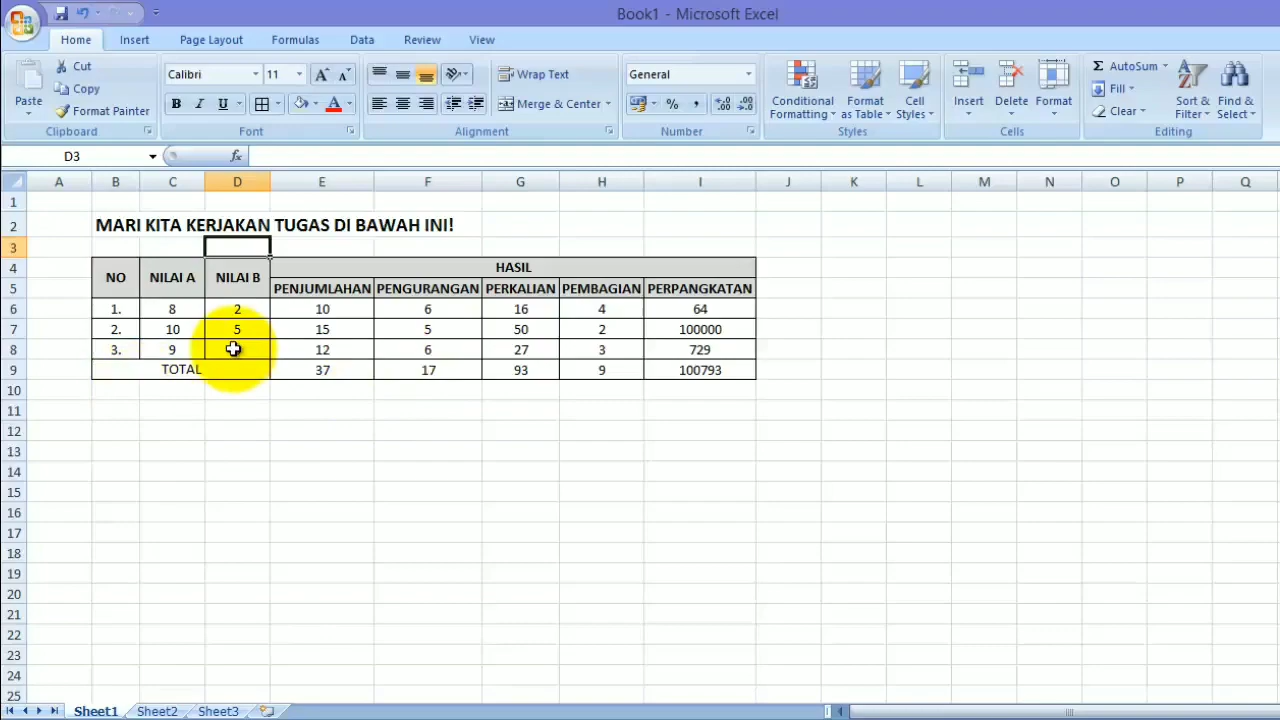 Book1 - Microsoft Excel
Home Insert Page Layout Formulas Data Review View
Paste
Cut
Copy
Format Painter
Clipboard
Calibri 11
B I U A
Font
Wrap Text
Merge & Center
Alignment
General
% ,
Number
Conditional Formatting
Format as Table
Cell Styles
Styles
Insert Delete Format
Cells
Σ AutoSum
Fill
Clear
Sort & Filter
Find & Select
Editing
D3 fx
A B C D E F G H I J K L M N O P Q
1
2 MARI KITA KERJAKAN TUGAS DI BAWAH INI!
3
4 NO NILAI A NILAI B HASIL
5 PENJUMLAHAN PENGURANGAN PERKALIAN PEMBAGIAN PERPANGKATAN
6 1. 8 2 10 6 16 4 64
7 2. 10 5 15 5 50 2 100000
8 3. 9 12 6 27 3 729
9 TOTAL 37 17 93 9 100793
10
11
12
13
14
15
16
17
18
19
20
21
22
23
24
25
Sheet1 Sheet2 Sheet3